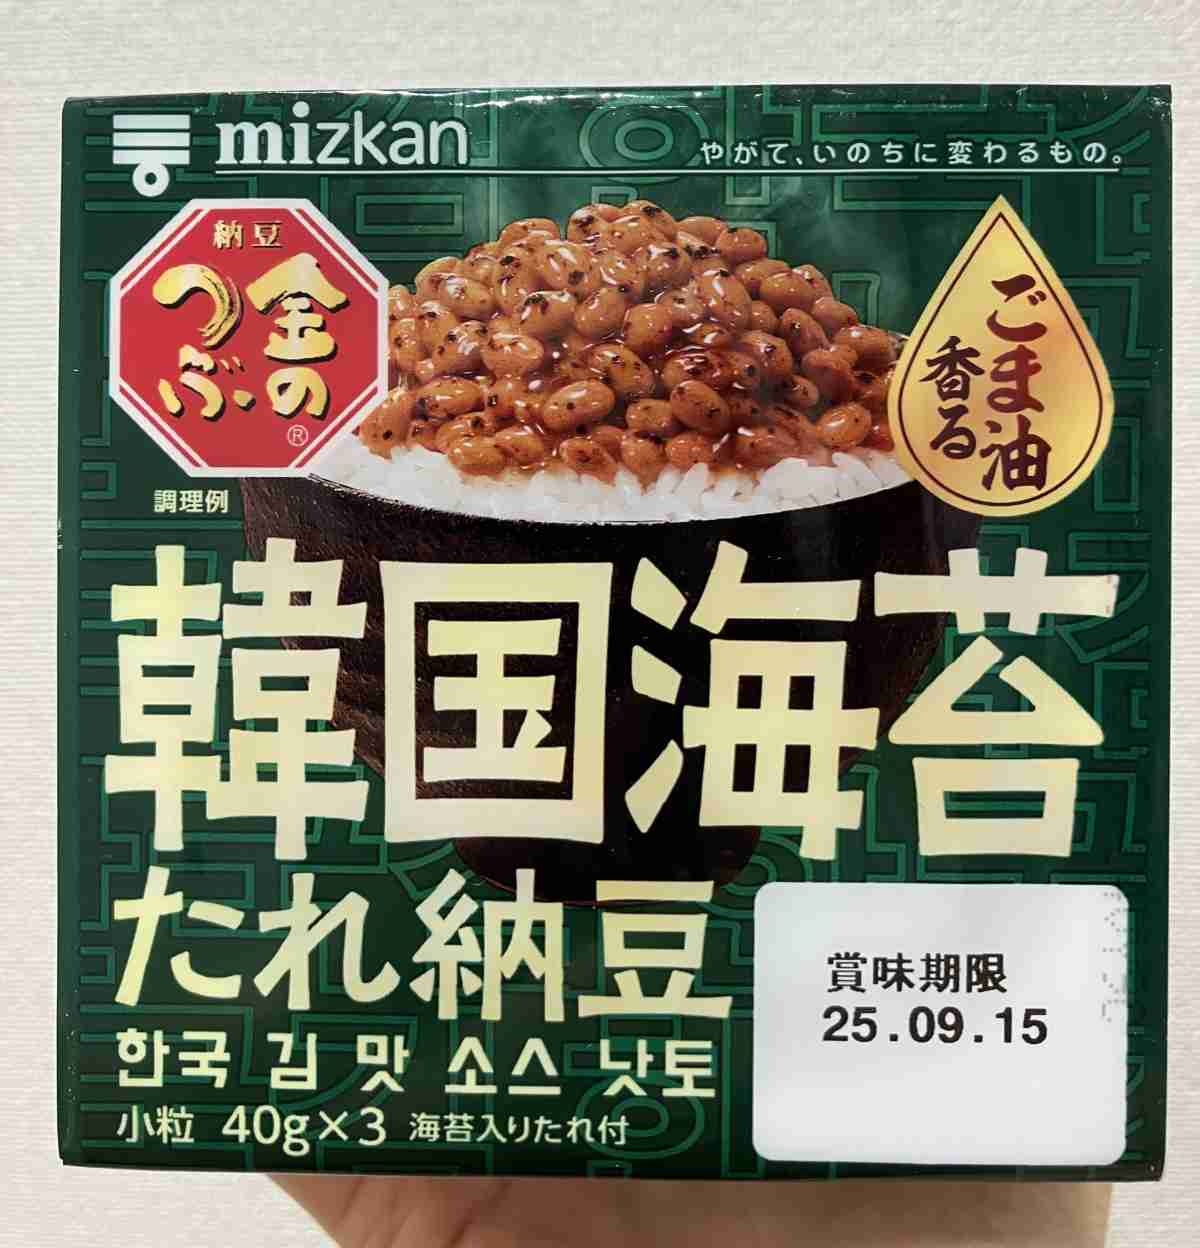 mizkan
やがて、いのちに変わるもの。
納豆
金の
つぶ®
ごま油
香る
調理例
韓国海苔
たれ納豆
한국 김 맛 소스 낫토
小粒 40g×3 海苔入りたれ付
賞味期限
25.09.15